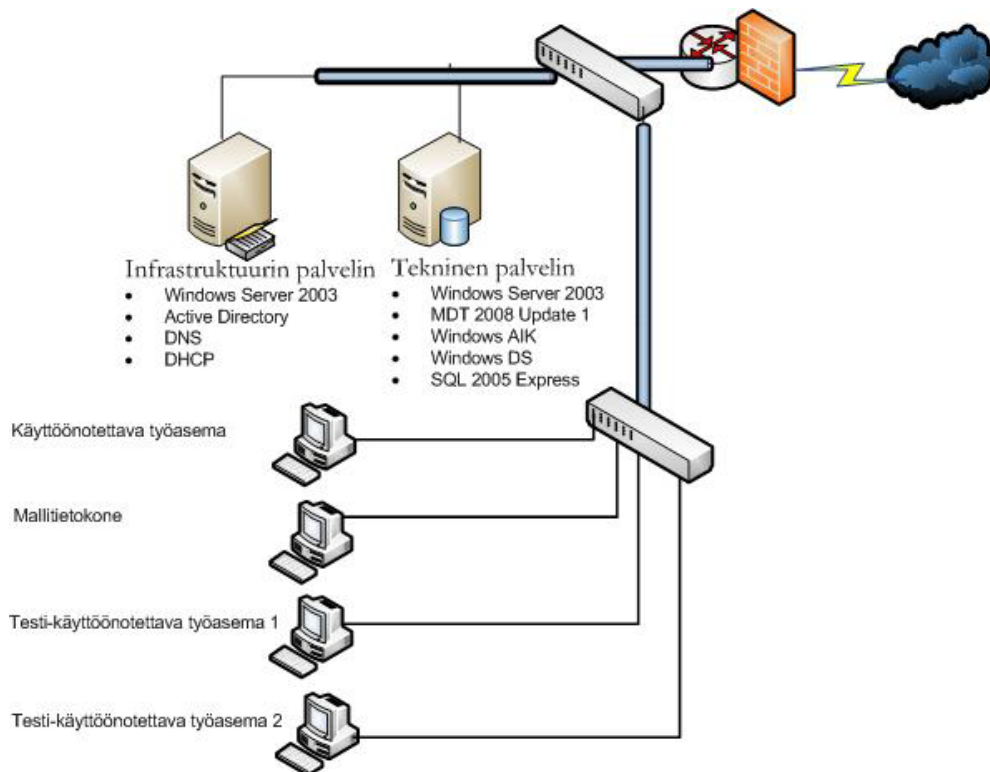 Infrastruktuurin palvelin
• Windows Server 2003
• Active Directory
• DNS
• DHCP
Tekninen palvelin
• Windows Server 2003
• MDT 2008 Update 1
• Windows AIK
• Windows DS
• SQL 2005 Express
Käyttöönotettava työasema
Mallitietokone
Testi-käyttöönotettava työasema 1
Testi-käyttöönotettava työasema 2